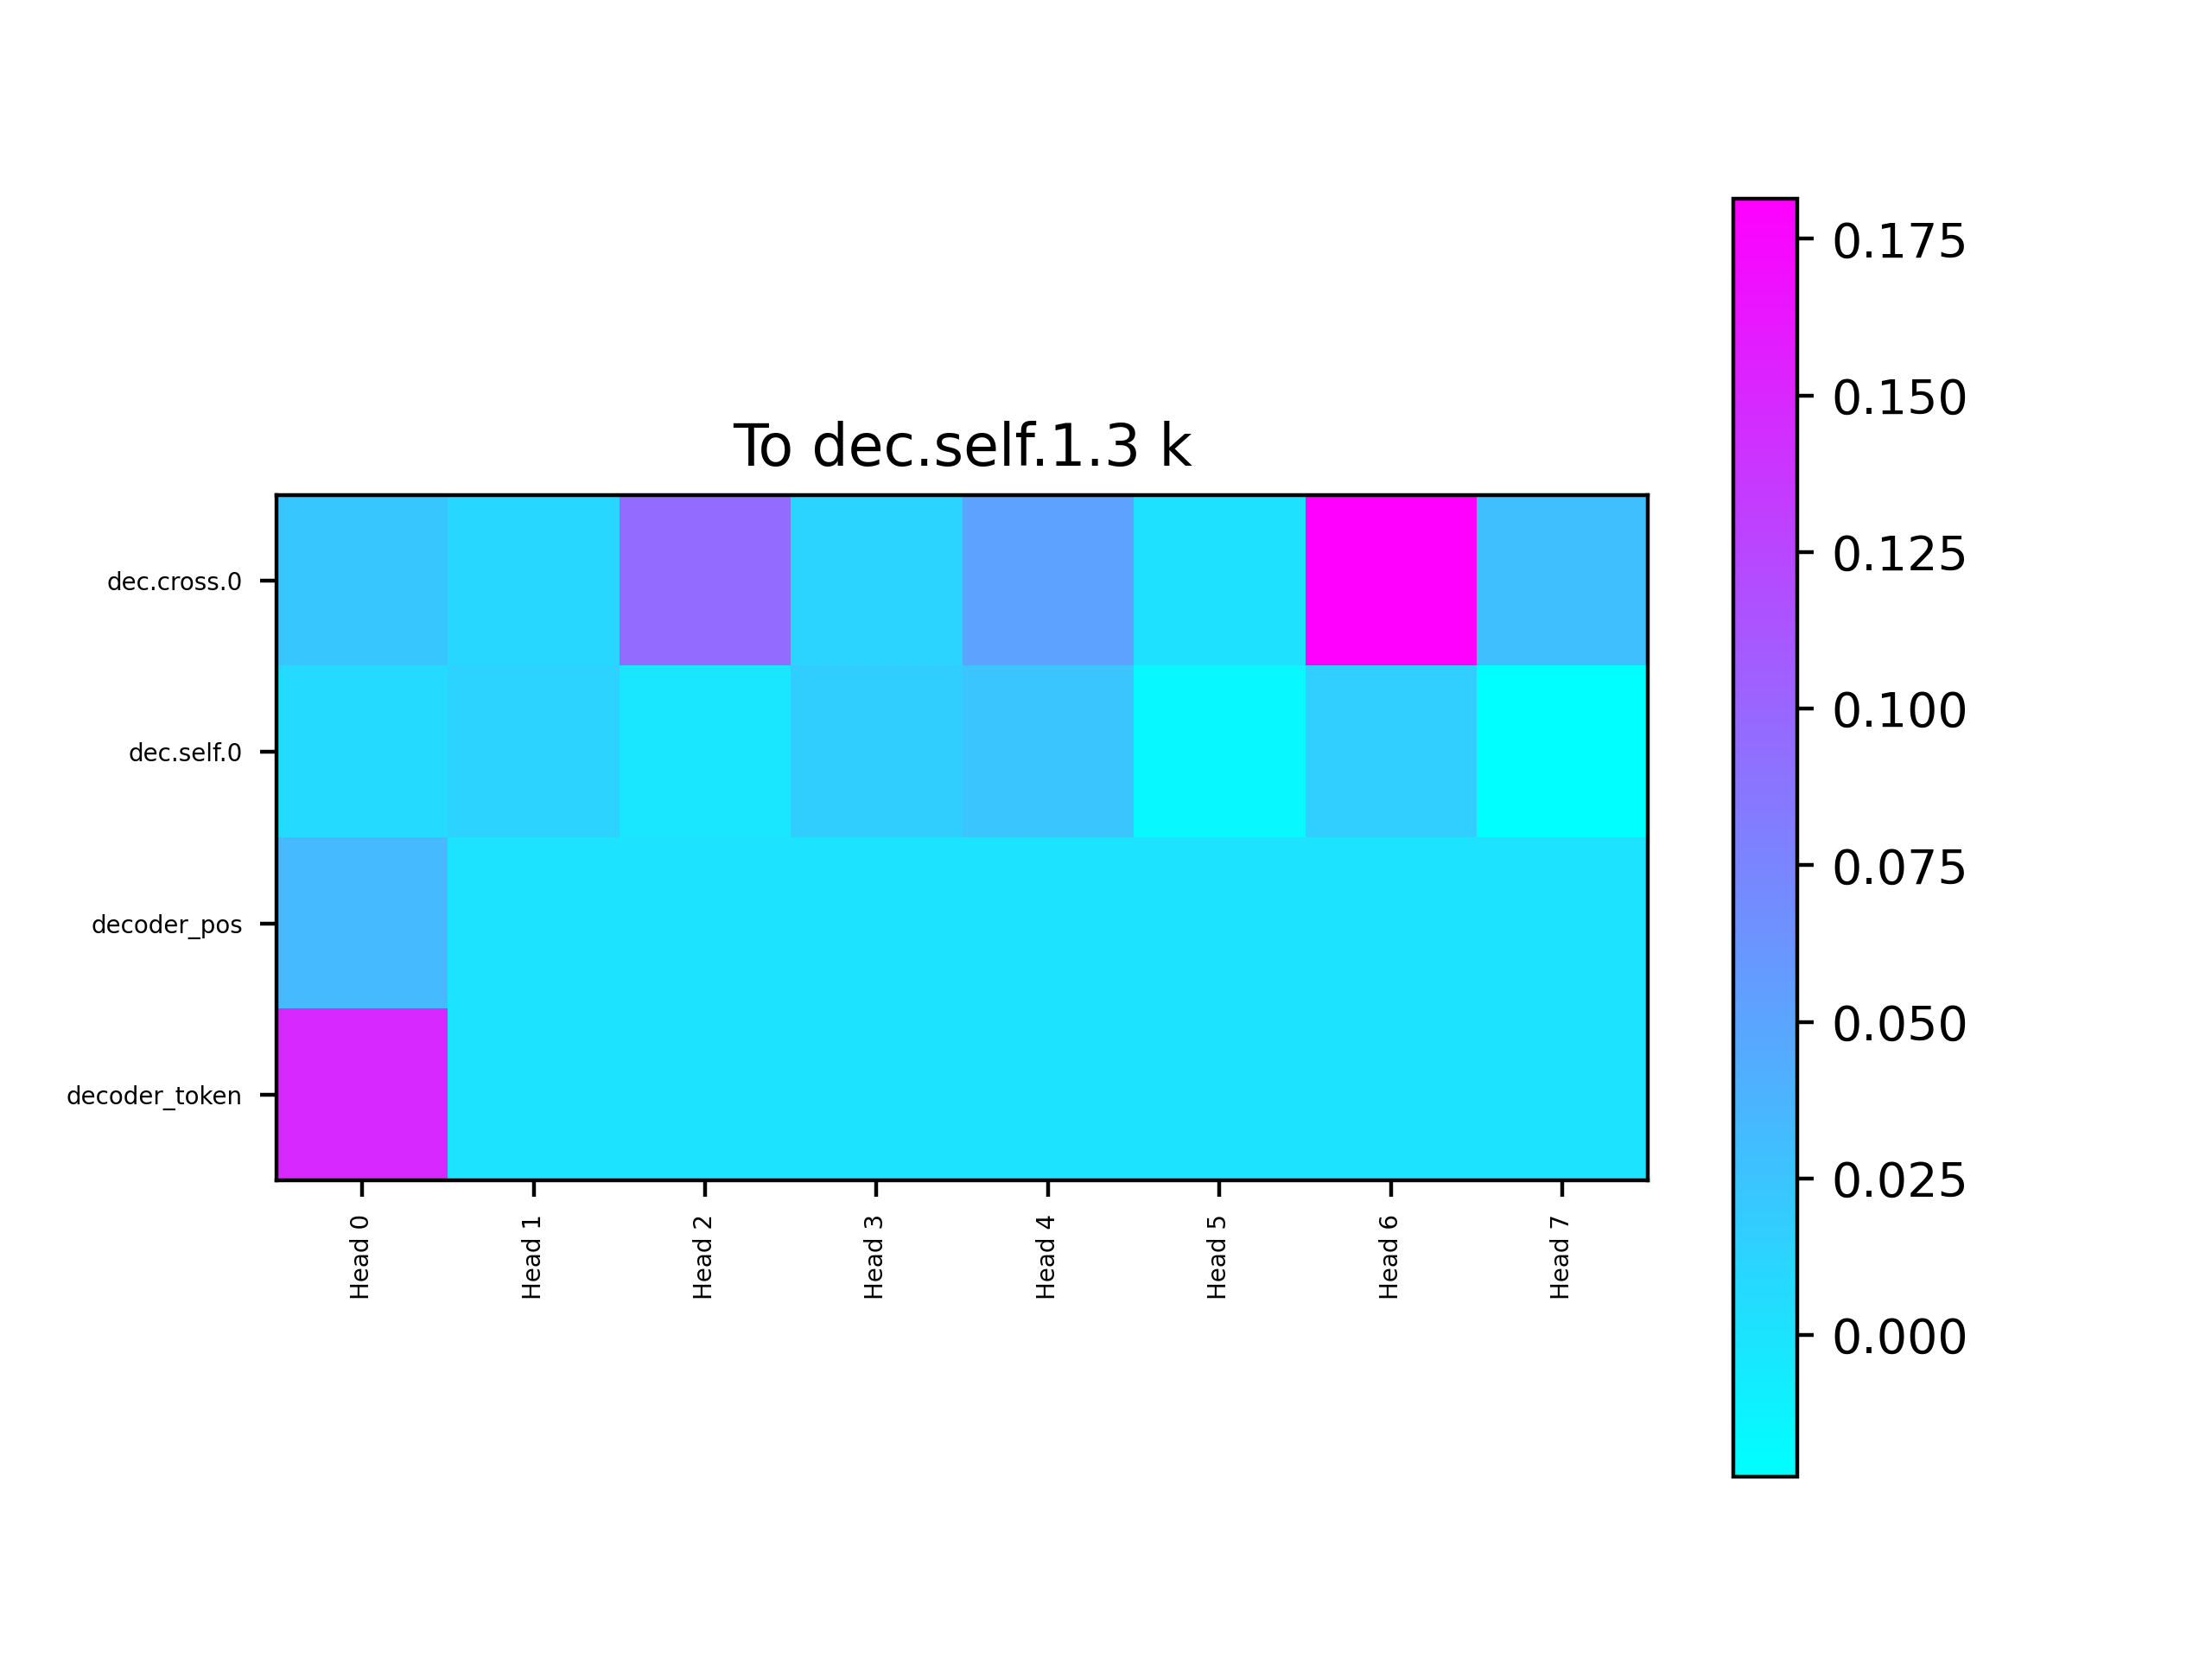 To dec.self.1.3 k
dec.cross.0
dec.self.0
decoder_pos
decoder_token
Head 0
Head 1
Head 2
Head 3
Head 4
Head 5
Head 6
Head 7
0.175
0.150
0.125
0.100
0.075
0.050
0.025
0.000